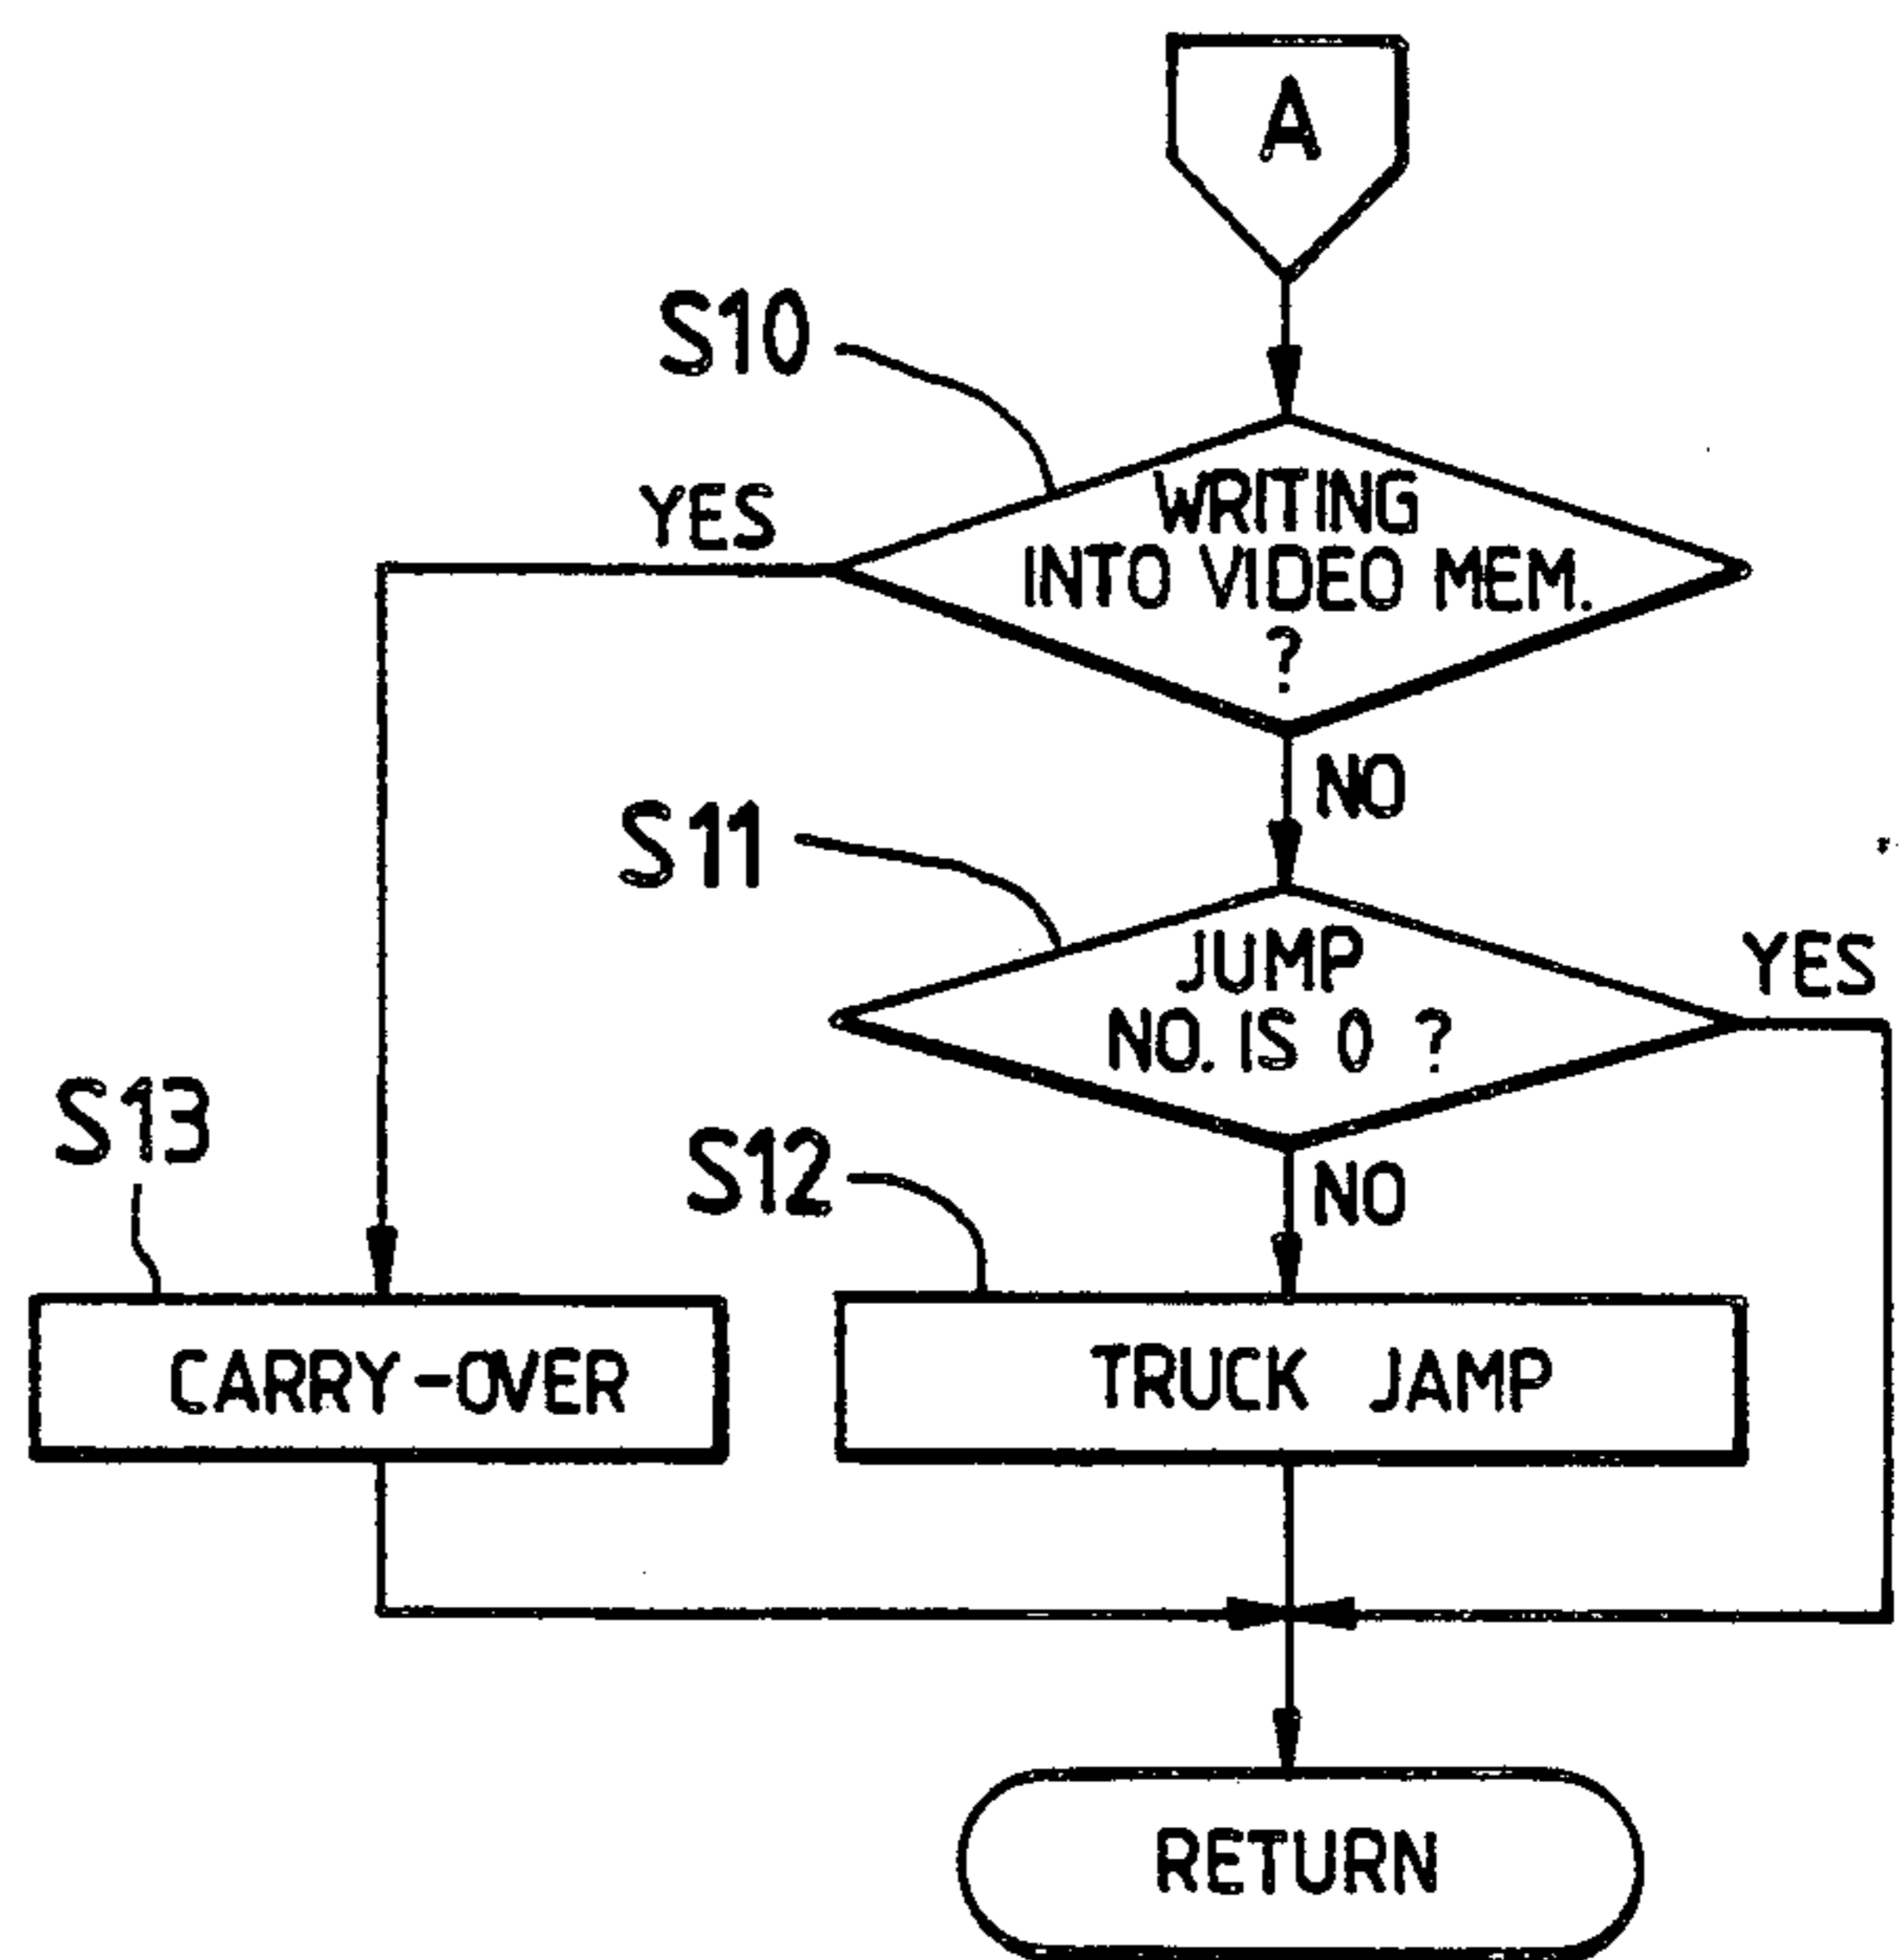 A
S10
YES
WRITING
INTO VIDEO MEM.
?
NO
S11
JUMP
NO. IS 0 ?
YES
S13
S12
NO
CARRY-OVER
TRUCK JAMP
RETURN